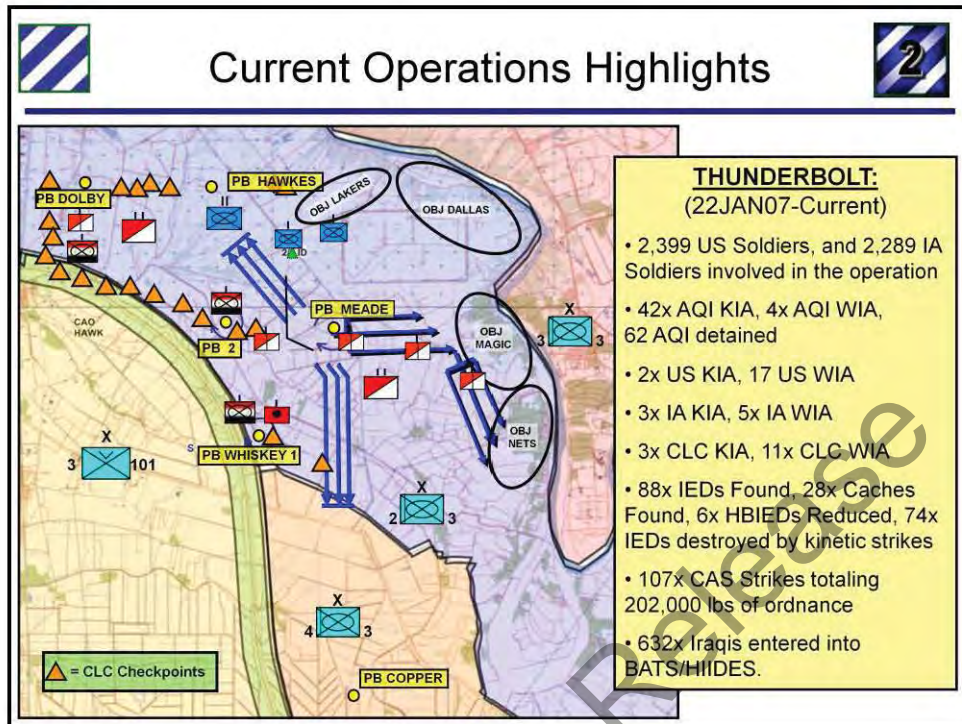 Current Operations Highlights
2
PB DOLBY
PB HAWKES
OBJ LAKERS
OBJ DALLAS
CAO
HAWK
PB 2
PB MEADE
OBJ
MAGIC
X
3 3
OBJ
NETS
PB WHISKEY 1
S
X
3 101
X
2 3
X
4 3
PB COPPER
= CLC Checkpoints
THUNDERBOLT:
(22JAN07-Current)
• 2,399 US Soldiers, and 2,289 IA
Soldiers involved in the operation
• 42x AQI KIA, 4x AQI WIA,
62 AQI detained
• 2x US KIA, 17 US WIA
• 3x IA KIA, 5x IA WIA
• 3x CLC KIA, 11x CLC WIA
• 88x IEDs Found, 28x Caches
Found, 6x HBIEDs Reduced, 74x
IEDs destroyed by kinetic strikes
• 107x CAS Strikes totaling
202,000 lbs of ordnance
• 632x Iraqis entered into
BATS/HIIDES.
Release